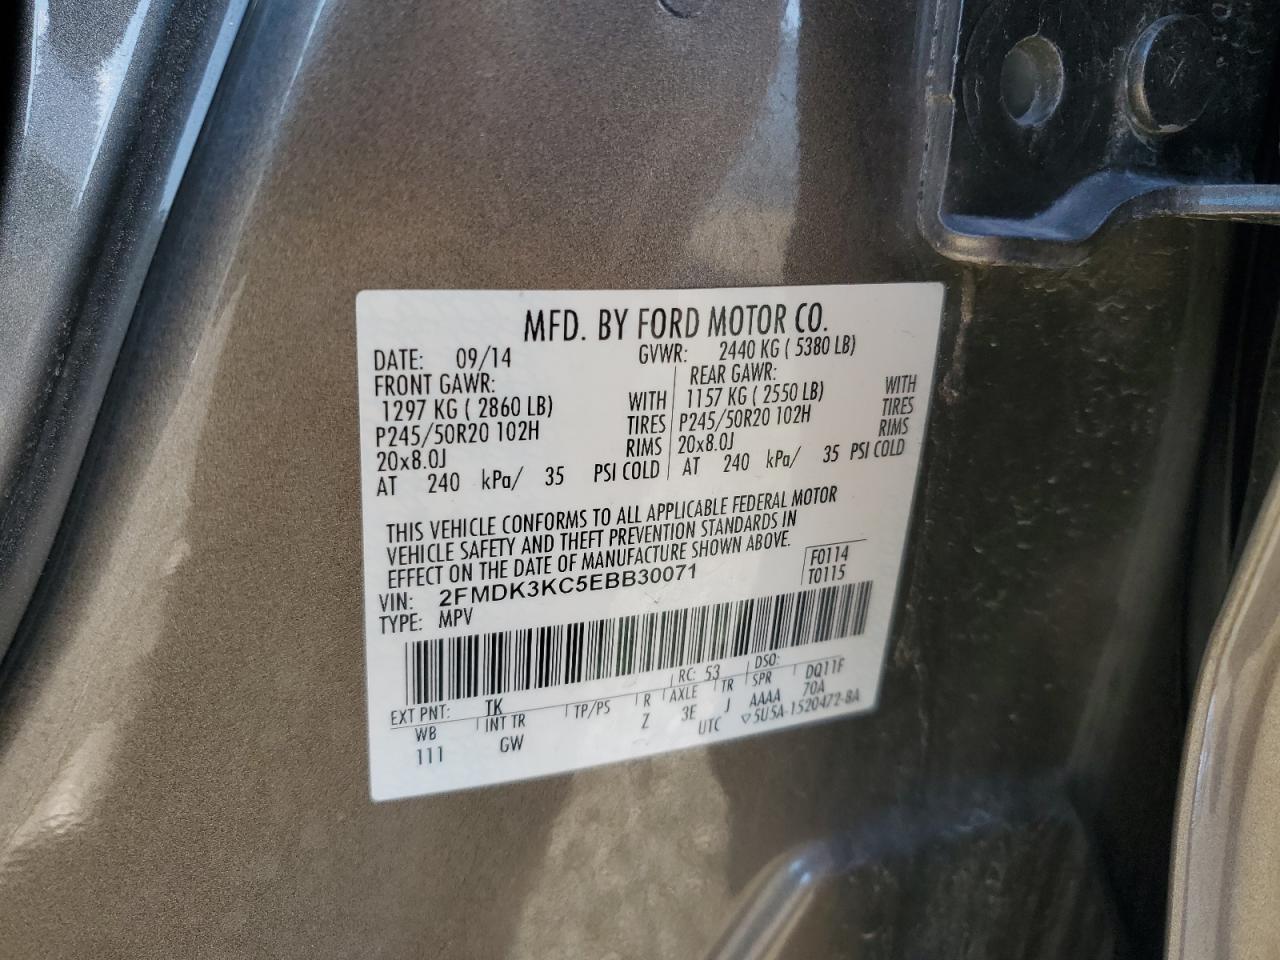 MFD. BY FORD MOTOR CO.
DATE: 09/14 GVWR: 2440 KG ( 5380 LB)
FRONT GAWR: REAR GAWR:
1297 KG ( 2860 LB) WITH 1157 KG ( 2550 LB) WITH
P245/50R20 102H TIRES P245/50R20 102H TIRES
20x8.0J RIMS 20x8.0J RIMS
AT 240 kPa/ 35 PSI COLD AT 240 kPa/ 35 PSI COLD
THIS VEHICLE CONFORMS TO ALL APPLICABLE FEDERAL MOTOR
VEHICLE SAFETY AND THEFT PREVENTION STANDARDS IN
EFFECT ON THE DATE OF MANUFACTURE SHOWN ABOVE.
F0114
T0115
VIN: 2FMDK3KC5EBB30071
TYPE: MPV
EXT PNT: TK RC: 53 DSO: DQ11F
WB INT TR TP/PS R AXLE TR SPR 70A
111 GW Z 3E J AAAA
UTC ▽5U5A-1520472-BA